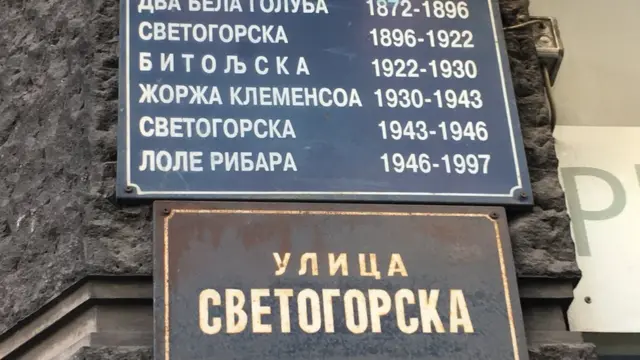 ДВА БЕЛА ГОЛУБА 1872-1896
СВЕТОГОРСКА 1896-1922
БИТОЉСКА 1922-1930
ЖОРЖА КЛЕМЕНСОА 1930-1943
СВЕТОГОРСКА 1943-1946
ЛОЛЕ РИБАРА 1946-1997
УЛИЦА
СВЕТОГОРСКА